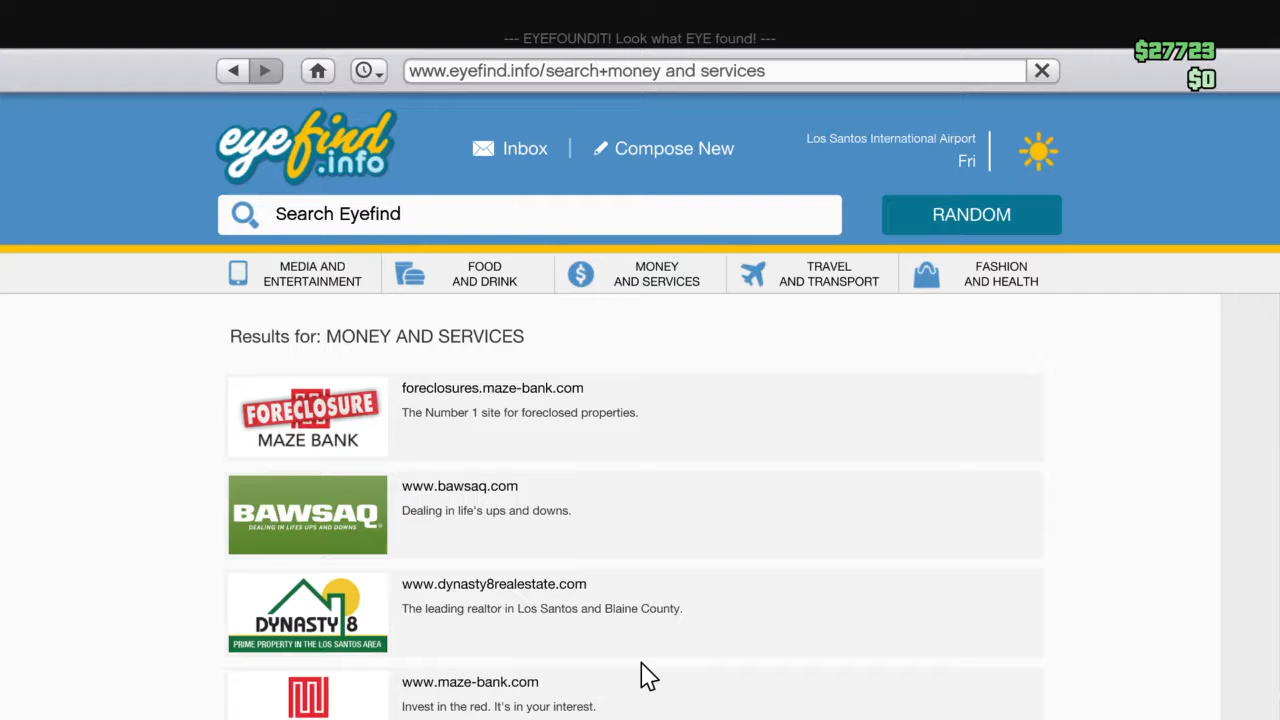 --- EYEFOUNDIT! Look what EYE found! ---
$27723
$0
www.eyefind.info/search+money and services
eyefind
.info
Inbox
Compose New
Los Santos International Airport
Fri
Search Eyefind
RANDOM
MEDIA AND
ENTERTAINMENT
FOOD
AND DRINK
MONEY
AND SERVICES
TRAVEL
AND TRANSPORT
FASHION
AND HEALTH
Results for: MONEY AND SERVICES
FORECLOSURE
MAZE BANK
foreclosures.maze-bank.com
The Number 1 site for foreclosed properties.
BAWSAQ
DEALING IN LIFES UPS AND DOWNS
www.bawsaq.com
Dealing in life's ups and downs.
DYNASTY 8
PRIME PROPERTY IN THE LOS SANTOS AREA
www.dynasty8realestate.com
The leading realtor in Los Santos and Blaine County.
www.maze-bank.com
Invest in the red. It's in your interest.